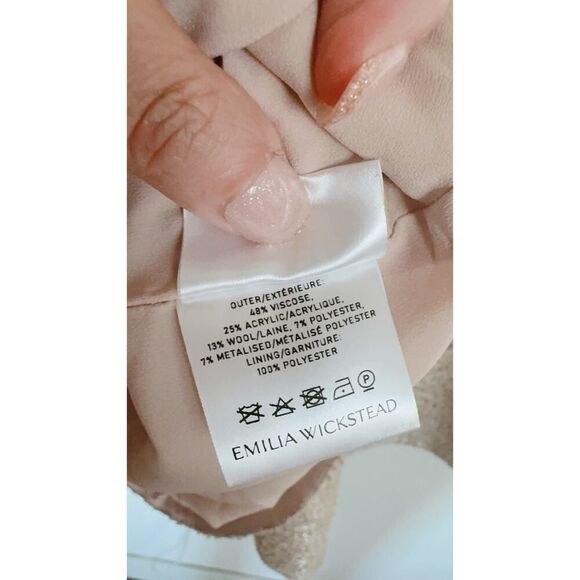 OUTER/EXTÉRIEURE:
48% VISCOSE,
25% ACRYLIC/ACRYLIQUE,
13% WOOL/LAINE, 7% POLYESTER,
7% METALISED/MÉTALISÉ POLYESTER
LINING/GARNITURE:
100% POLYESTER
P
EMILIA WICKSTEAD